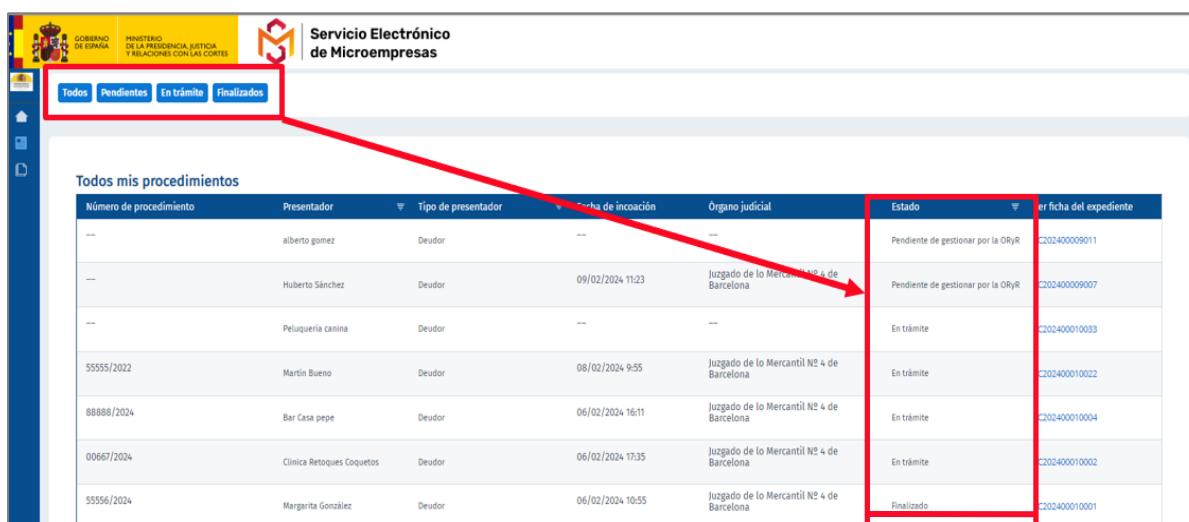 GOBIERNO
DE ESPAÑA
MINISTERIO
DE LA PRESIDENCIA, JUSTICIA
Y RELACIONES CON LAS CORTES
Servicio Electrónico
de Microempresas
Todos Pendientes En trámite Finalizados
Todos mis procedimientos
Número de procedimiento Presentador Tipo de presentador Fecha de incoación Órgano judicial Estado er ficha del expediente
-- alberto gomez Deudor -- -- Pendiente de gestionar por la ORyR C202400009011
-- Huberto Sánchez Deudor 09/02/2024 11:23 Juzgado de lo Mercantil Nº 4 de
Barcelona Pendiente de gestionar por la ORyR C202400009007
-- Peluquería canina Deudor -- -- En trámite C202400010033
55555/2022 Martín Bueno Deudor 08/02/2024 9:55 Juzgado de lo Mercantil Nº 4 de
Barcelona En trámite C202400010022
88888/2024 Bar Casa pepe Deudor 06/02/2024 16:11 Juzgado de lo Mercantil Nº 4 de
Barcelona En trámite C202400010004
00667/2024 Clinica Retoques Coquetos Deudor 06/02/2024 17:35 Juzgado de lo Mercantil Nº 4 de
Barcelona En trámite C202400010002
55556/2024 Margarita González Deudor 06/02/2024 10:55 Juzgado de lo Mercantil Nº 4 de
Barcelona Finalizado C202400010001